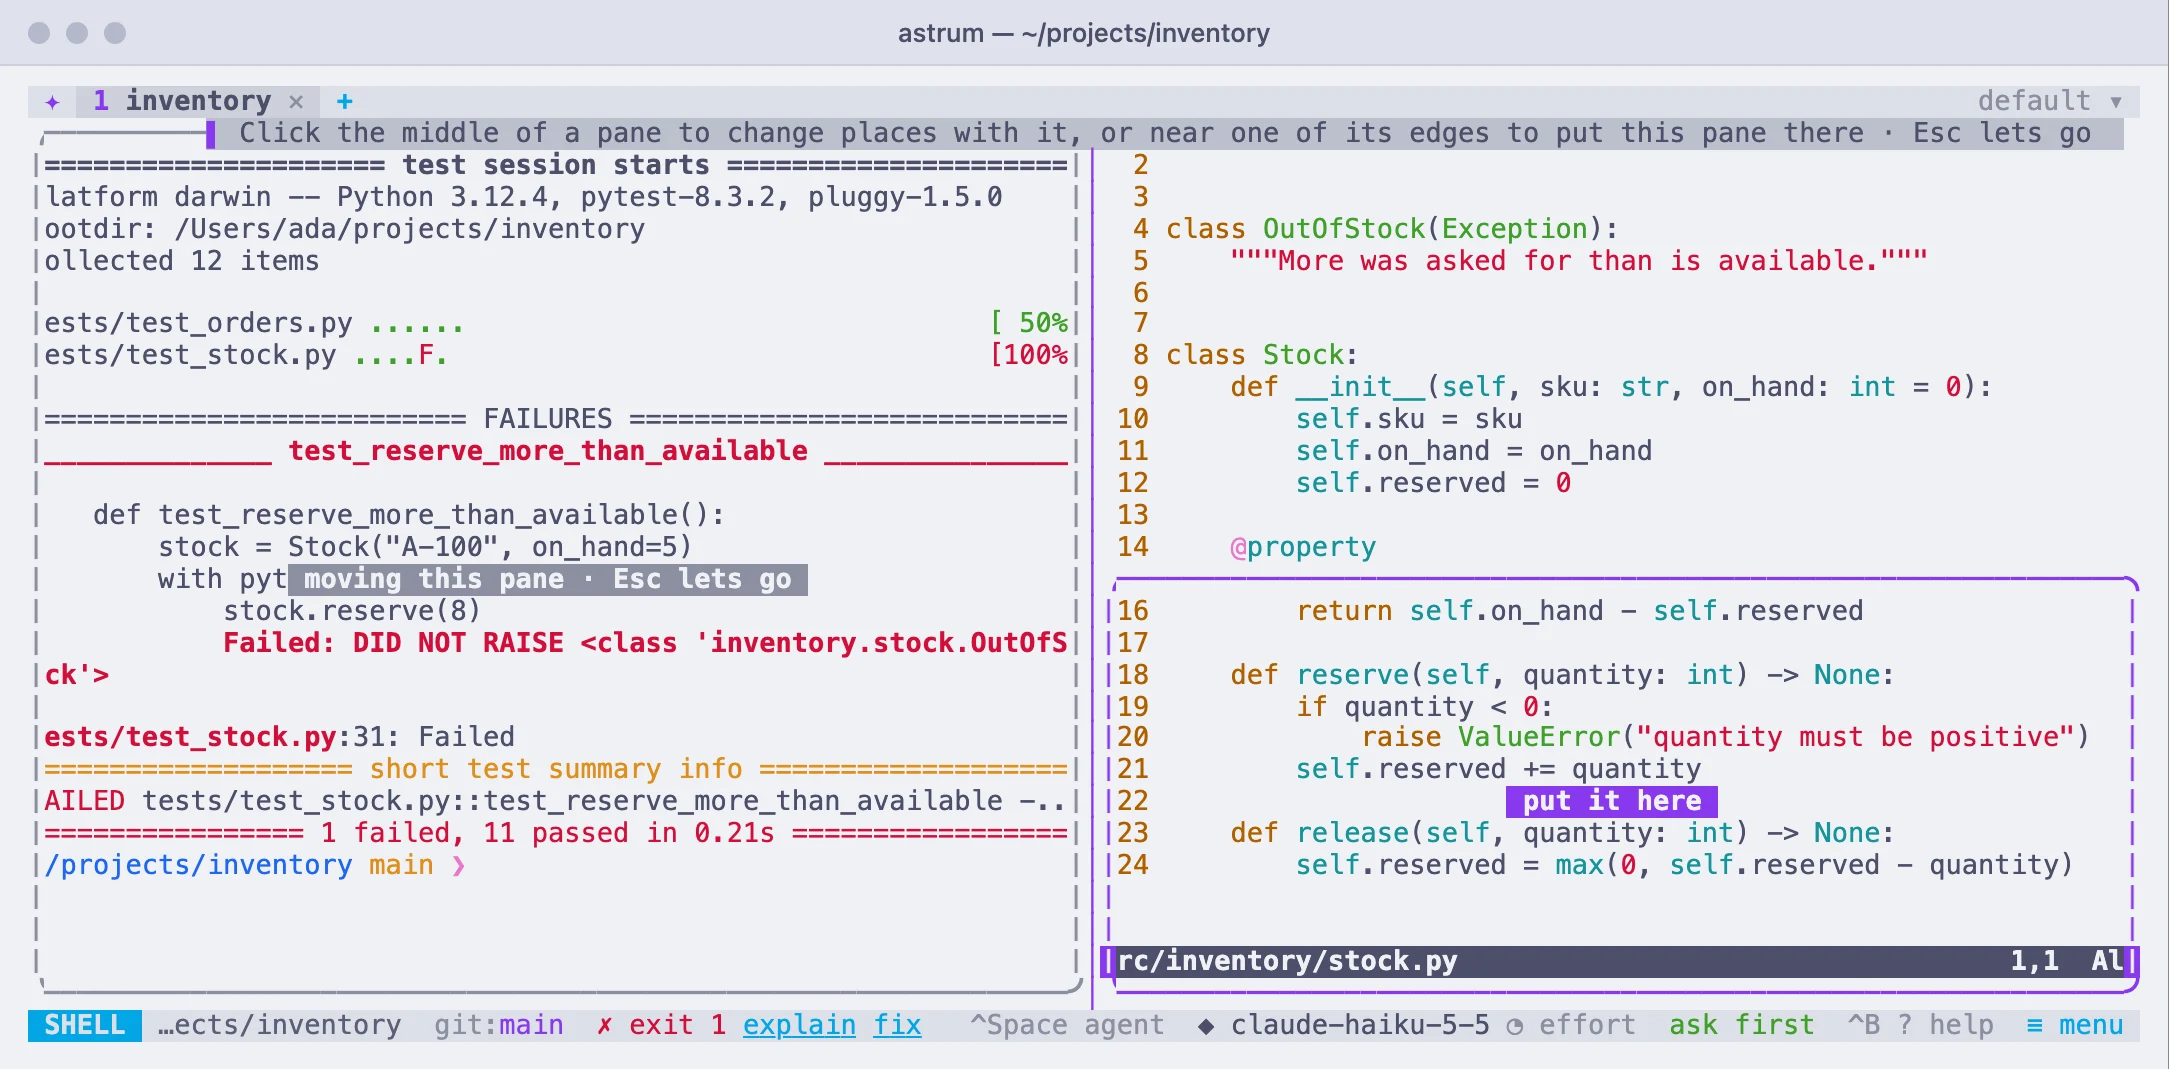 astrum — ~/projects/inventory
✦ 1 inventory × + default ▾
Click the middle of a pane to change places with it, or near one of its edges to put this pane there · Esc lets go
===================== test session starts =====================
latform darwin -- Python 3.12.4, pytest-8.3.2, pluggy-1.5.0
ootdir: /Users/ada/projects/inventory
ollected 12 items
ests/test_orders.py ...... [ 50%
ests/test_stock.py ....F. [100%
========================== FAILURES ===========================
______________ test_reserve_more_than_available _______________
def test_reserve_more_than_available():
stock = Stock("A-100", on_hand=5)
with pyt moving this pane · Esc lets go
stock.reserve(8)
Failed: DID NOT RAISE <class 'inventory.stock.OutOfS
ck'>
ests/test_stock.py:31: Failed
=================== short test summary info ===================
AILED tests/test_stock.py::test_reserve_more_than_available -..
================ 1 failed, 11 passed in 0.21s =================
/projects/inventory main ❯
2
3
4 class OutOfStock(Exception):
5 """More was asked for than is available."""
6
7
8 class Stock:
9 def __init__(self, sku: str, on_hand: int = 0):
10 self.sku = sku
11 self.on_hand = on_hand
12 self.reserved = 0
13
14 @property
16 return self.on_hand - self.reserved
17
18 def reserve(self, quantity: int) -> None:
19 if quantity < 0:
20 raise ValueError("quantity must be positive")
21 self.reserved += quantity
22 put it here
23 def release(self, quantity: int) -> None:
24 self.reserved = max(0, self.reserved - quantity)
rc/inventory/stock.py 1,1 Al
SHELL …ects/inventory git:main ✗ exit 1 explain fix ^Space agent ◆ claude-haiku-5-5 ◔ effort ask first ^B ? help ≡ menu